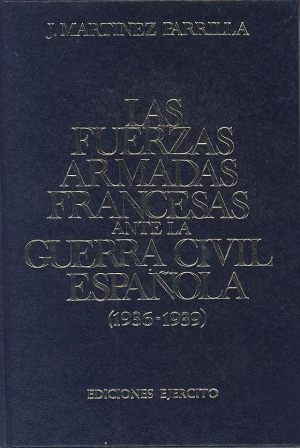 J. MARTINEZ PARRILLA
LAS
FUERZAS
ARMADAS
FRANCESAS
ANTE LA
GUERRA CIVIL
ESPAÑOLA
(1936-1939)
EDICIONES EJERCITO